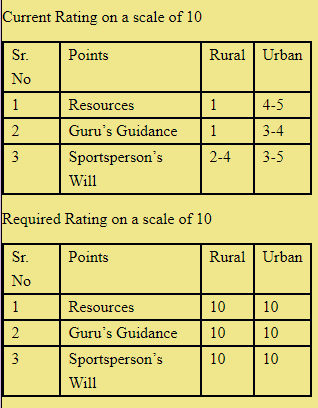 Current Rating on a scale of 10
Sr. No Points Rural Urban
1 Resources 1 4-5
2 Guru's Guidance 1 3-4
3 Sportsperson's Will 2-4 3-5
Required Rating on a scale of 10
Sr. No Points Rural Urban
1 Resources 10 10
2 Guru's Guidance 10 10
3 Sportsperson's Will 10 10